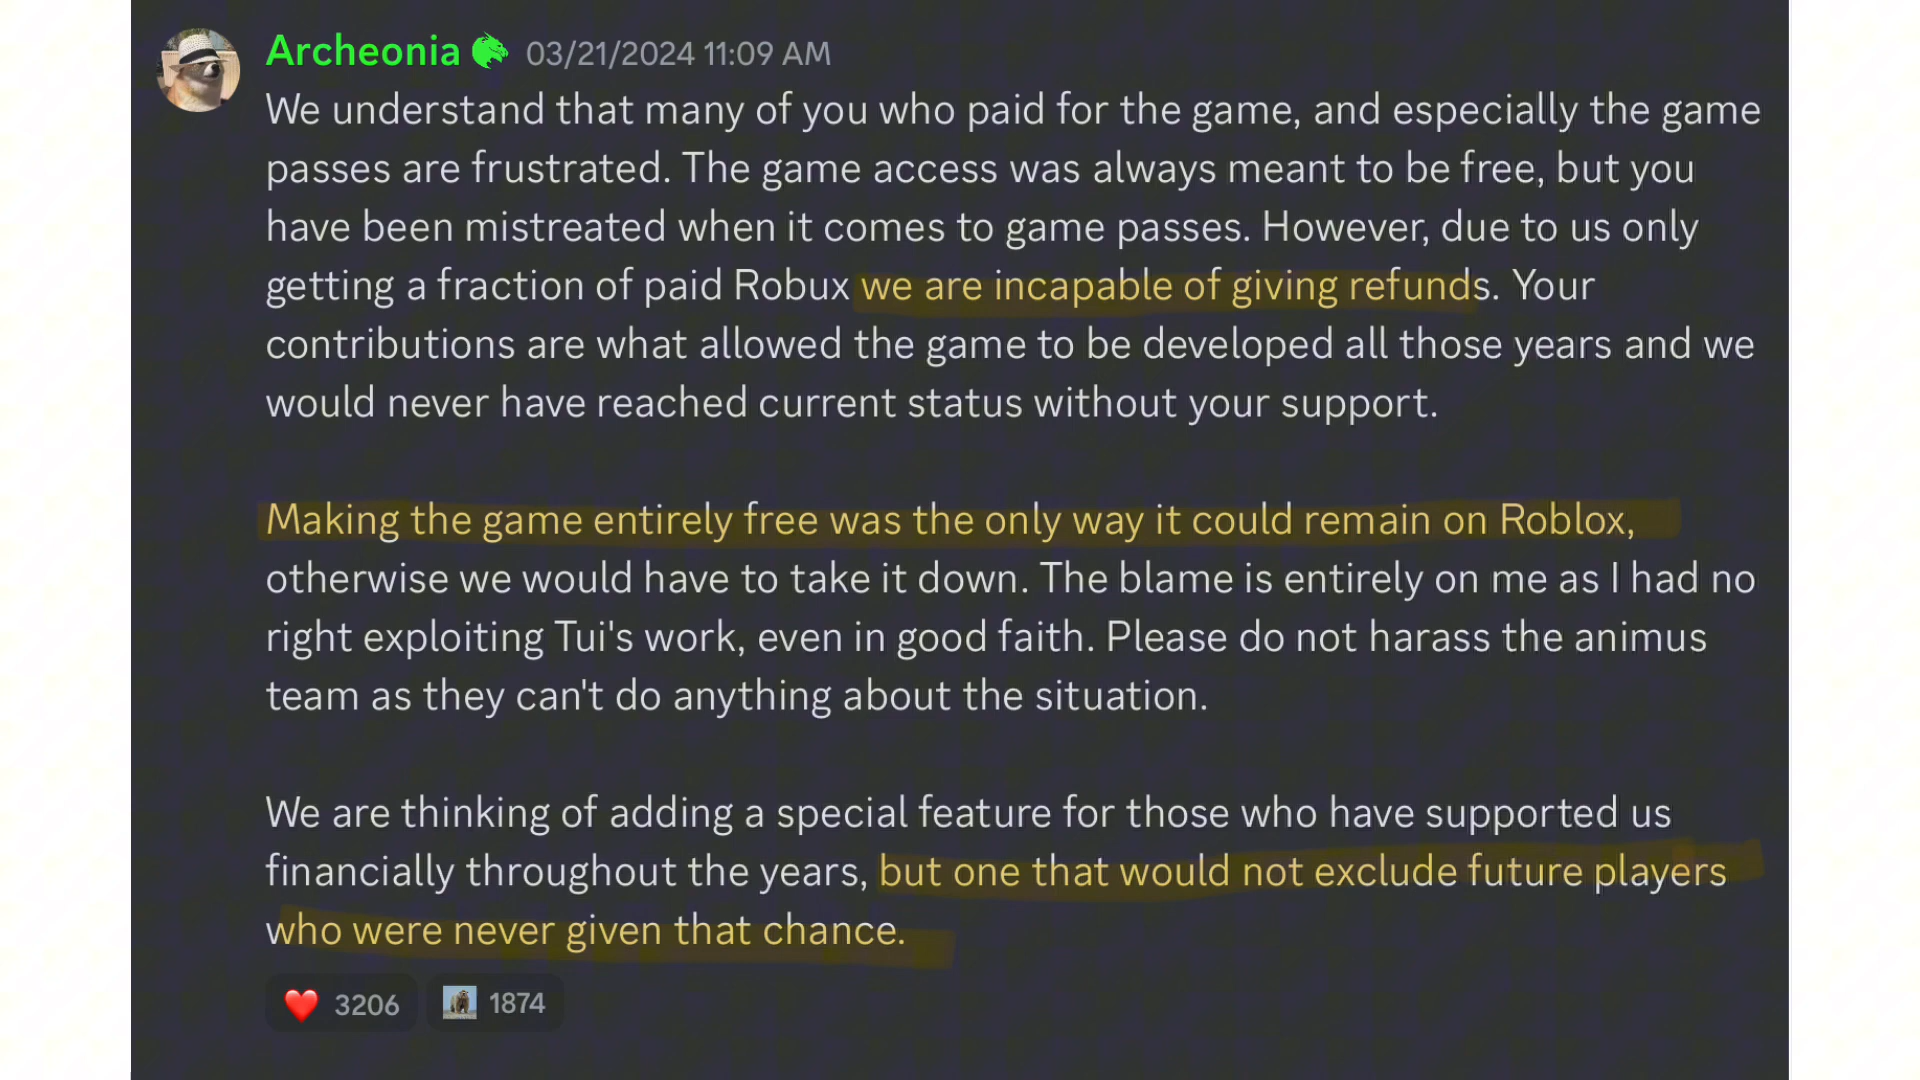 Archeonia 03/21/2024 11:09 AM
We understand that many of you who paid for the game, and especially the game
passes are frustrated. The game access was always meant to be free, but you
have been mistreated when it comes to game passes. However, due to us only
getting a fraction of paid Robux we are incapable of giving refunds. Your
contributions are what allowed the game to be developed all those years and we
would never have reached current status without your support.
Making the game entirely free was the only way it could remain on Roblox,
otherwise we would have to take it down. The blame is entirely on me as I had no
right exploiting Tui's work, even in good faith. Please do not harass the animus
team as they can't do anything about the situation.
We are thinking of adding a special feature for those who have supported us
financially throughout the years, but one that would not exclude future players
who were never given that chance.
3206 1874